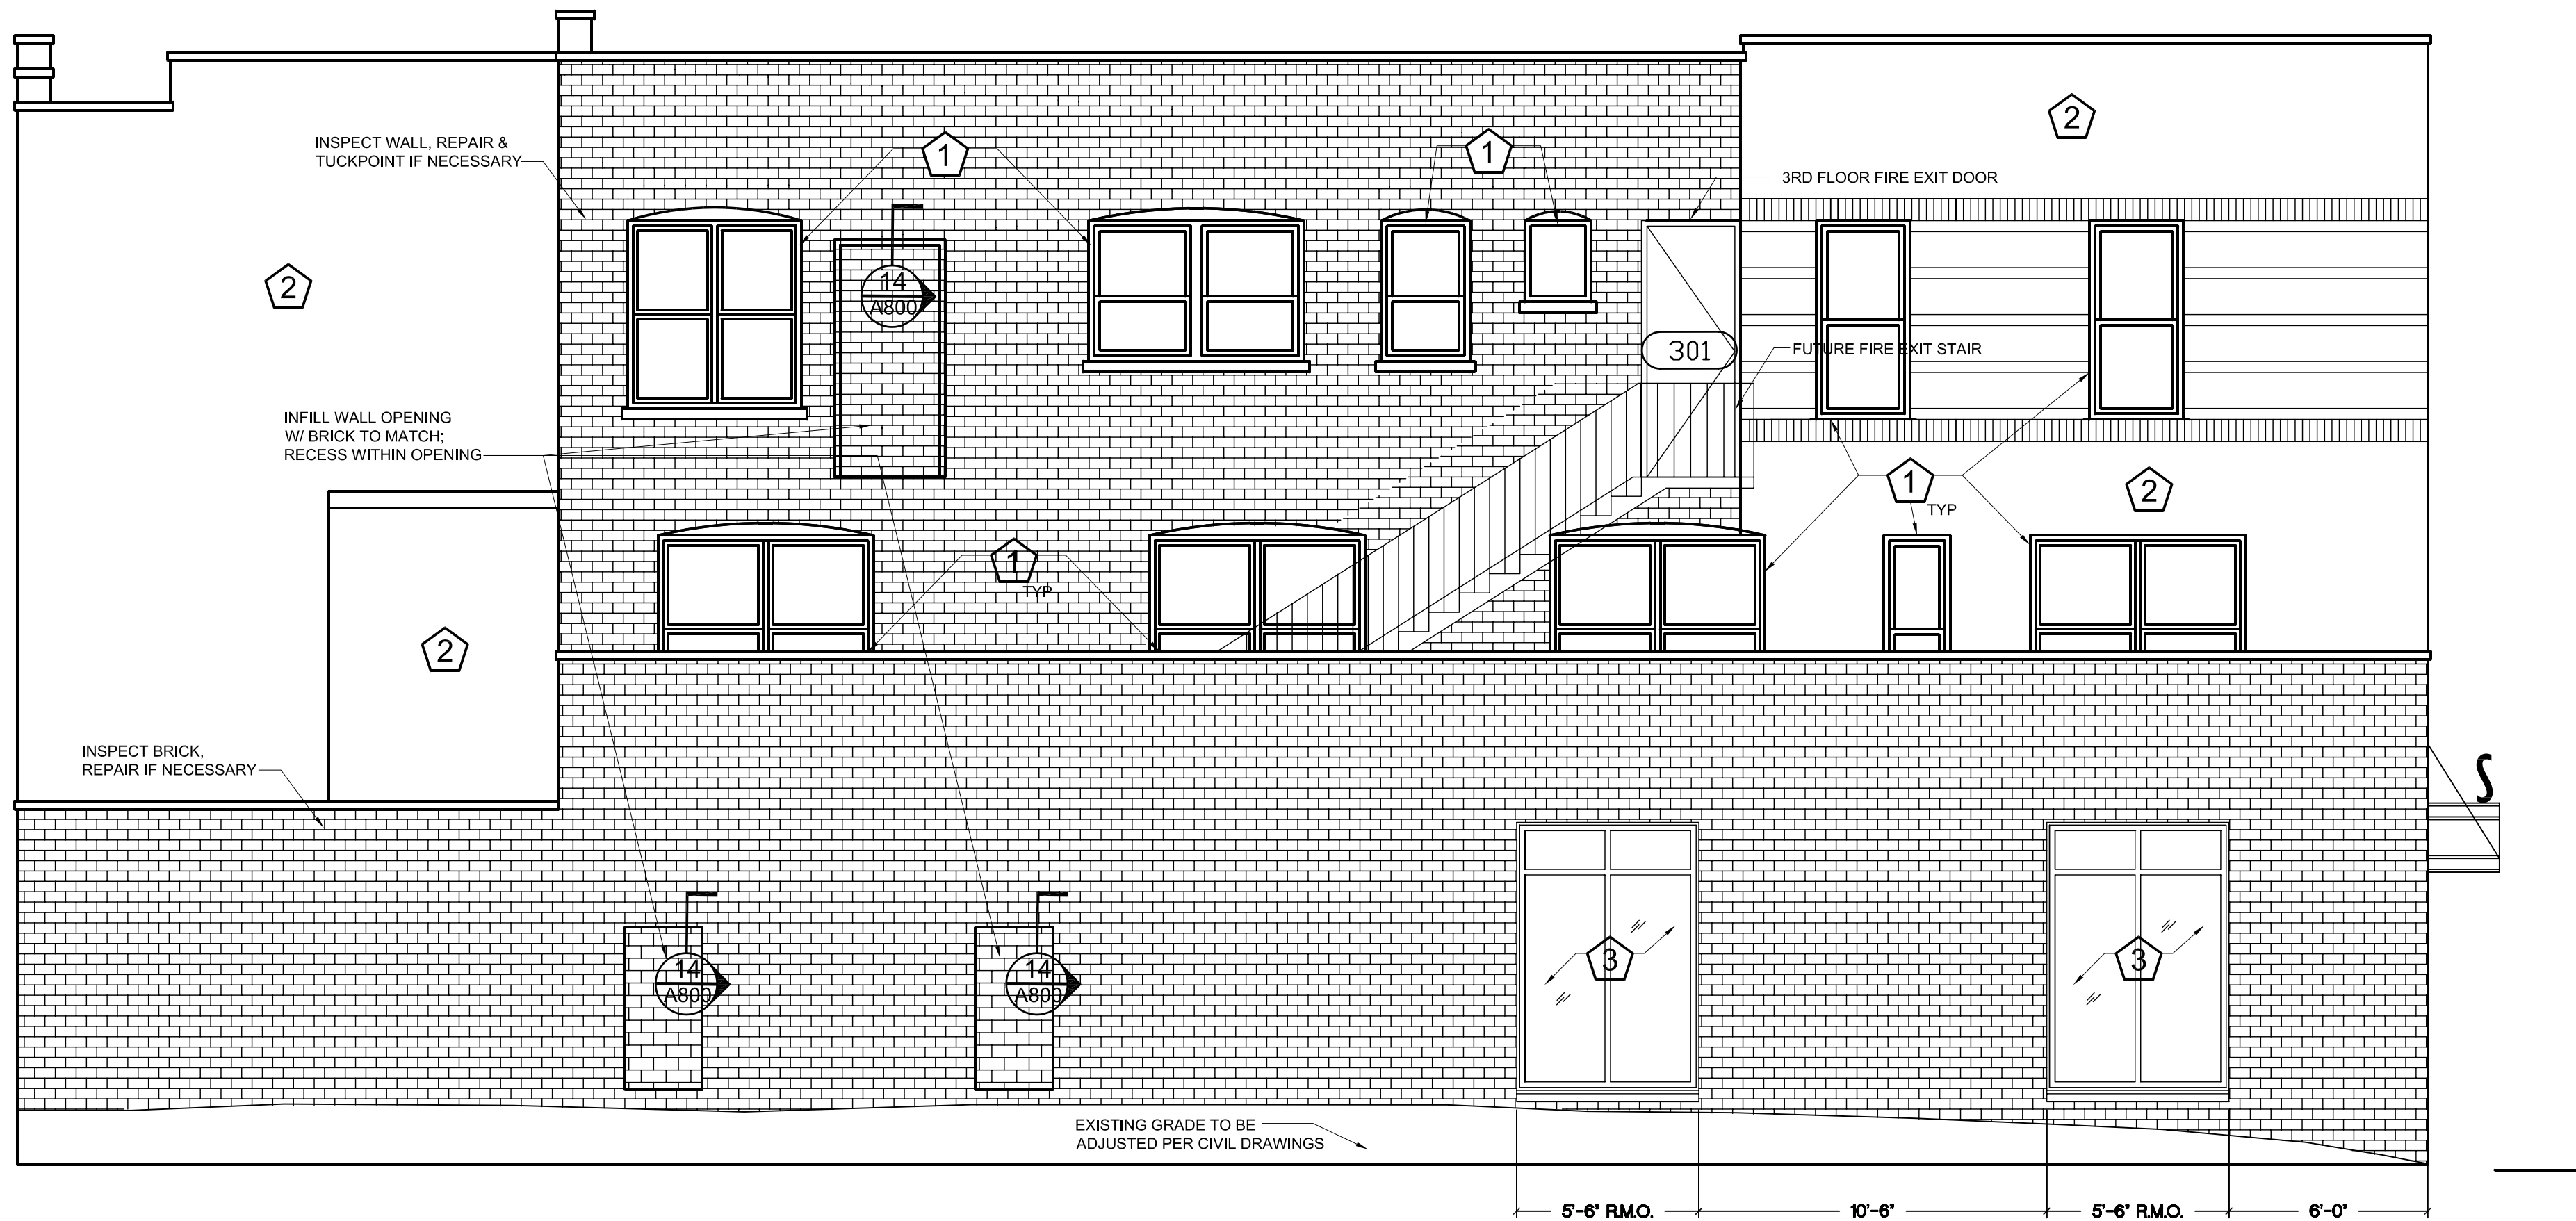 2
INSPECT WALL, REPAIR &
TUCKPOINT IF NECESSARY
1
1
3RD FLOOR FIRE EXIT DOOR
2
14
A800
301
FUTURE FIRE EXIT STAIR
INFILL WALL OPENING
W/ BRICK TO MATCH;
RECESS WITHIN OPENING
1
TYP
2
1
TYP
2
INSPECT BRICK,
REPAIR IF NECESSARY
S
14
A800
14
A800
3
3
EXISTING GRADE TO BE
ADJUSTED PER CIVIL DRAWINGS
5'-6" R.M.O.
10'-6"
5'-6" R.M.O.
6'-0"